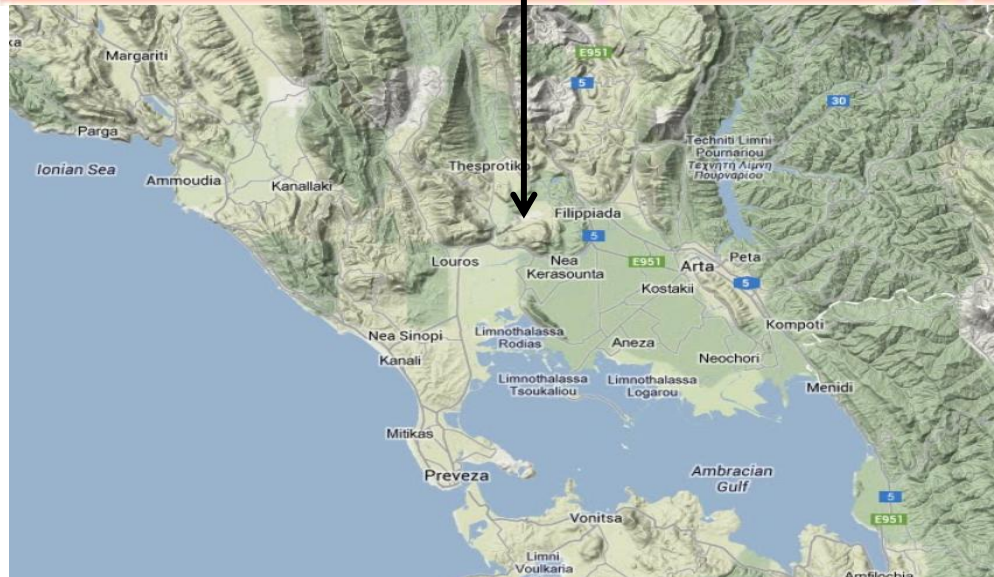 ka
E951
Margariti
5
30
Parga
Techniti Limni
Pournariou
Τεχνητή Λίμνη
Πουρναρίου
Ionian Sea
Thesprotiko
Ammoudia
Kanallaki
Filippiada
5
Louros
Nea
Kerasounta
E951
Arta
Peta
Kostakii
5
Kompoti
Nea Sinopi
Limnothalassa
Rodias
Aneza
Kanali
Neochori
Limnothalassa
Tsoukaliou
Limnothalassa
Logarou
Menidi
Mitikas
Preveza
Ambracian
Gulf
5
Vonitsa
E951
Limni
Voulkaria
Amfilochia